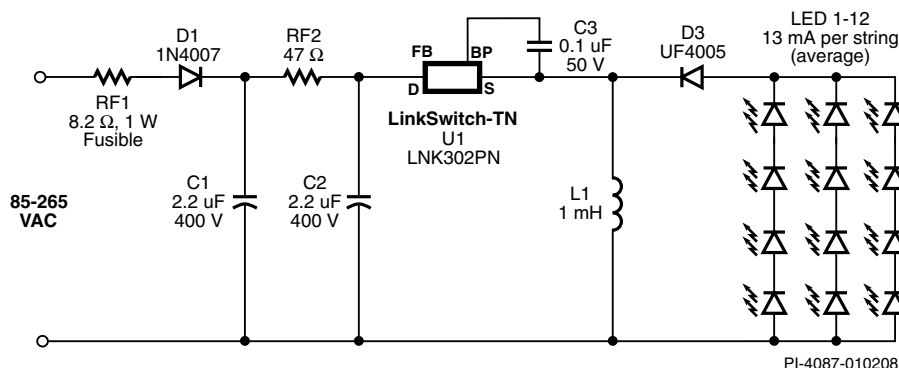 D1
1N4007
RF2
47 Ω
FB
BP
D
S
C3
0.1 uF
50 V
D3
UF4005
LED 1-12
13 mA per string
(average)
RF1
8.2 Ω, 1 W
Fusible
LinkSwitch-TN
U1
LNK302PN
85-265
VAC
C1
2.2 uF
400 V
C2
2.2 uF
400 V
L1
1 mH
PI-4087-010208